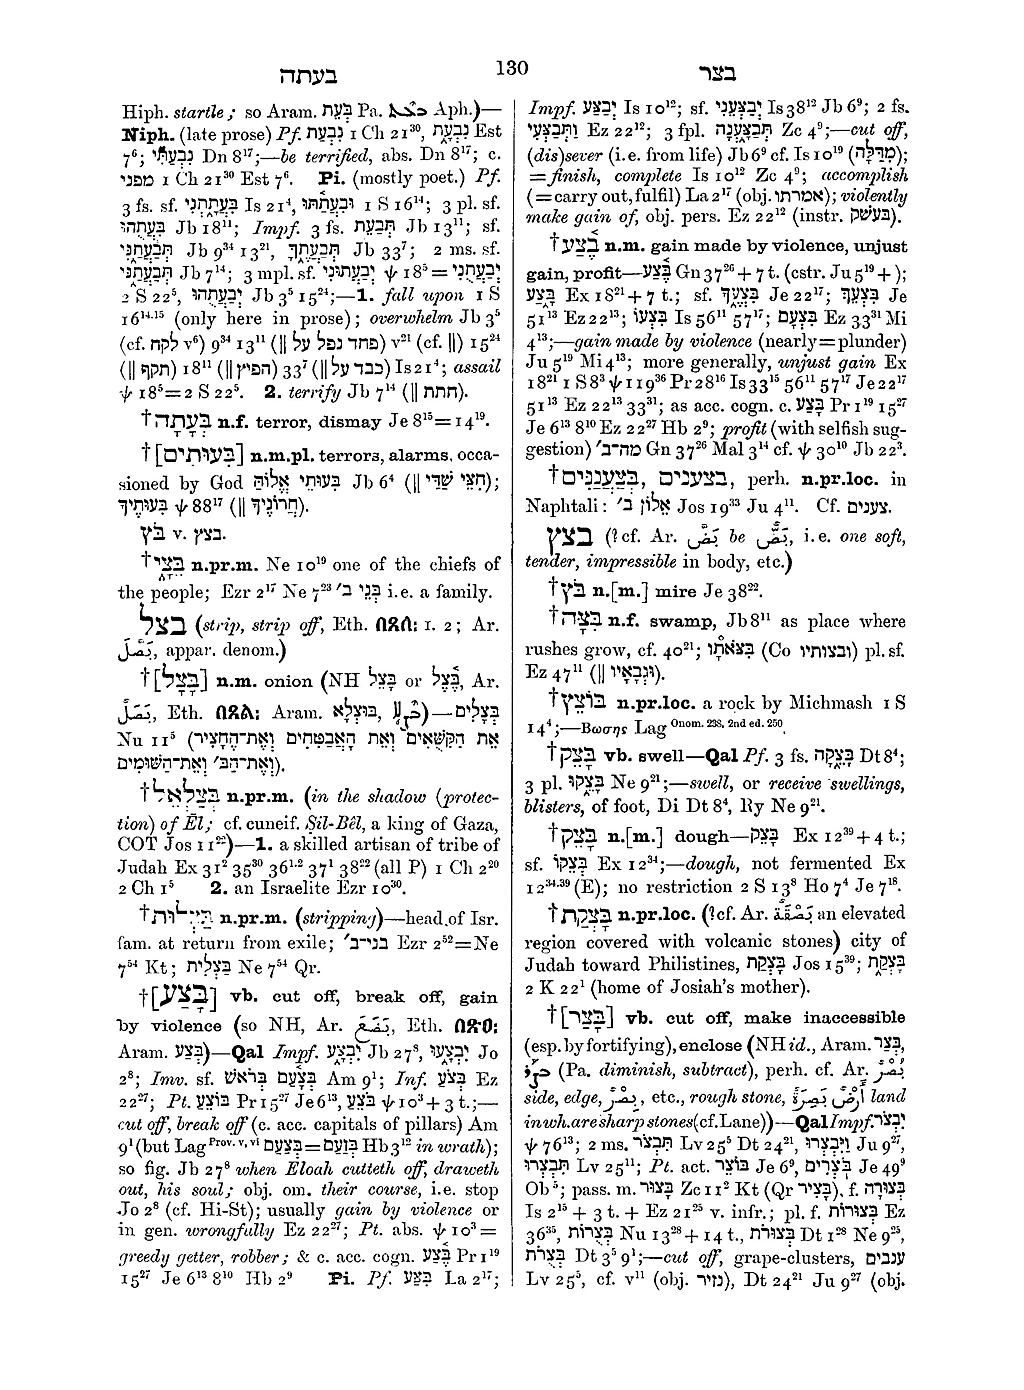 בעתה 130 בצר
Hiph. startle; so Aram. בְּעַת Pa. Aph.)—
Niph. (late prose) Pf. נִבְעַת 1 Ch 21³⁰, נִבְעָת Est
7⁶; נִבְעַתִּי Dn 8¹⁷;—be terrified, abs. Dn 8¹⁷; c.
מפני 1 Ch 21³⁰ Est 7⁶. Pi. (mostly poet.) Pf.
3 fs. sf. בִּעֲתַתְנִי Is 21⁴, וּבִעֲתַתּוּ 1 S 16¹⁴; 3 pl. sf.
בִּעֲתֻהוּ Jb 18¹¹; Impf. 3 fs. תְּבַעֵת Jb 13¹¹; sf.
תְּבַעֲתַנִּי Jb 9³⁴ 13²¹, תְּבַעֲתֶךָּ Jb 33⁷; 2 ms. sf.
תְּבַעֲתַנִּי Jb 7¹⁴; 3 mpl. sf. יְבַעֲתוּנִי ψ 18⁵ = יְבַעֲתֻנִי
2 S 22⁵, יְבַעֲתֻהוּ Jb 3⁵ 15²⁴;—1. fall upon 1 S
16¹⁴·¹⁵ (only here in prose); overwhelm Jb 3⁵
(cf. לקח v⁶) 9³⁴ 13¹¹ (|| פחד נפל על) v²¹ (cf. ||) 15²⁴
(|| תקף) 18¹¹ (|| הפיץ) 33⁷ (|| כבד על) Is 21⁴; assail
ψ 18⁵ = 2 S 22⁵. 2. terrify Jb 7¹⁴ (|| חתת).
†בְּעָתָה n.f. terror, dismay Je 8¹⁵ = 14¹⁹.
†[בִּעוּתִים] n.m.pl. terrors, alarms, occa-
sioned by God בִּעוּתֵי אֱלוֹהַּ Jb 6⁴ (|| חִצֵּי שַׁדַּי);
בִּעוּתֶיךָ ψ 88¹⁷ (|| חֲרוֹנֶיךָ).
בֹּץ v. בצץ.
†בֵּצַי n.pr.m. Ne 10¹⁹ one of the chiefs of
the people; Ezr 2¹⁷ Ne 7²³ בְּנֵי ב׳ i.e. a family.
בצל (strip, strip off, Eth. በጸለ: I. 2; Ar.
بَصَلَ, appar. denom.)
†[בָּצָל] n.m. onion (NH בָּצָל or בֶּצֶל, Ar.
بَصَلٌ, Eth. በጸል: Aram. בּוּצְלָא,)—בְּצָלִים
Nu 11⁵ (אֵת הַקִּשֻּׁאִים וְאֵת הָאֲבַטִּחִים וְאֶת־הֶחָצִיר
וְאֶת־הַבּ׳ וְאֶת־הַשּׁוּמִים).
†בְּצַלְאֵל n.pr.m. (in the shadow (protec-
tion) of Ēl; cf. cuneif. Ṣil-Bêl, a king of Gaza,
COT Jos 11²²)—1. a skilled artisan of tribe of
Judah Ex 31² 35³⁰ 36¹·² 37¹ 38²² (all P) 1 Ch 2²⁰
2 Ch 1⁵ 2. an Israelite Ezr 10³⁰.
† n.pr.m. (stripping)—head of Isr.
fam. at return from exile; בני־ב׳ Ezr 2⁵² = Ne
7⁵⁴ Kt; בַּצְלִית Ne 7⁵⁴ Qr.
†[בָּצַע] vb. cut off, break off, gain
by violence (so NH, Ar. بَضَعَ, Eth. በጽዐ:
Aram. בְּצַע)—Qal Impf. יִבְצַע Jb 27⁸, יִבְצְעוּ Jo
2⁸; Imv. sf. בְּצַעַם בְּרֹאשׁ Am 9¹; Inf. בְּצֹעַ Ez
22²⁷; Pt. בּוֹצֵעַ Pr 15²⁷ Je 6¹³, בֹּצֵעַ ψ 10³ + 3 t.;—
cut off, break off (c. acc. capitals of pillars) Am
9¹ (but Lag Prov. v, vi בְּצַעַם = בְּזַעַם Hb 3¹² in wrath);
so fig. Jb 27⁸ when Eloah cutteth off, draweth
out, his soul; obj. om. their course, i.e. stop
Jo 2⁸ (cf. Hi-St); usually gain by violence or
in gen. wrongfully Ez 22²⁷; Pt. abs. ψ 10³ =
greedy getter, robber; & c. acc. cogn. בֶּצַע Pr 1¹⁹
15²⁷ Je 6¹³ 8¹⁰ Hb 2⁹ Pi. Pf. בִּצַּע La 2¹⁷;
Impf. יְבַצַּע Is 10¹²; sf. יְבַצְּעֵנִי Is 38¹² Jb 6⁹; 2 fs.
וַתְּבַצְּעִי Ez 22¹²; 3 fpl. תְּבַצַּעְנָה Zc 4⁹;—cut off,
(dis)sever (i.e. from life) Jb 6⁹ cf. Is 10¹⁹ (מִדַּלָּה);
= finish, complete Is 10¹² Zc 4⁹; accomplish
(= carry out, fulfil) La 2¹⁷ (obj. אמרתו); violently
make gain of, obj. pers. Ez 22¹² (instr. בעשק).
†בֶּצַע n.m. gain made by violence, unjust
gain, profit—בֶּצַע Gn 37²⁶ + 7 t. (cstr. Ju 5¹⁹ +);
בָּצַע Ex 18²¹ + 7 t.; sf. בִּצְעֶךָ Je 22¹⁷; בִּצְעֵךְ Je
51¹³ Ez 22¹³; בִּצְעוֹ Is 56¹¹ 57¹⁷; בִּצְעָם Ez 33³¹ Mi
4¹³;—gain made by violence (nearly = plunder)
Ju 5¹⁹ Mi 4¹³; more generally, unjust gain Ex
18²¹ 1 S 8³ ψ 119³⁶ Pr 28¹⁶ Is 33¹⁵ 56¹¹ 57¹⁷ Je 22¹⁷
51¹³ Ez 22¹³ 33³¹; as acc. cogn. c. בָּצַע Pr 1¹⁹ 15²⁷
Je 6¹³ 8¹⁰ Ez 22²⁷ Hb 2⁹; profit (with selfish sug-
gestion) מה־ב׳ Gn 37²⁶ Mal 3¹⁴ cf. ψ 30¹⁰ Jb 22³.
†בצענים, בְּצַעֲנַנִּים, perh. n.pr.loc. in
Naphtali: אֵלוֹן ב׳ Jos 19³³ Ju 4¹¹. Cf. צענים.
בצץ (? cf. Ar. بَضَّ be بَضّ, i.e. one soft,
tender, impressible in body, etc.)
†בֹּץ n.[m.] mire Je 38²².
†בִּצָּה n.f. swamp, Jb 8¹¹ as place where
rushes grow, cf. 40²¹; בִּצֹּאתָו (Co ובצותיו) pl. sf.
Ez 47¹¹ (|| וּגְבָאָיו).
†בּוֹצֵץ n.pr.loc. a rock by Michmash 1 S
14⁴;—Βωσης Lag Onom. 238, 2nd ed. 250.
†בָּצֵק vb. swell—Qal Pf. 3 fs. בָּצֵקָה Dt 8⁴;
3 pl. בָּצֵקוּ Ne 9²¹;—swell, or receive swellings,
blisters, of foot, Di Dt 8⁴, Ry Ne 9²¹.
†בָּצֵק n.[m.] dough—בָּצֵק Ex 12³⁹ + 4 t.;
sf. בְּצֵקוֹ Ex 12³⁴;—dough, not fermented Ex
12³⁴·³⁹ (E); no restriction 2 S 13⁸ Ho 7⁴ Je 7¹⁸.
†בָּצְקַת n.pr.loc. (? cf. Ar. an elevated
region covered with volcanic stones) city of
Judah toward Philistines, בָּצְקַת Jos 15³⁹; בָּצְקָת
2 K 22¹ (home of Josiah's mother).
†[בָּצַר] vb. cut off, make inaccessible
(esp. by fortifying), enclose (NH id., Aram. בְּצַר,
(Pa. diminish, subtract), perh. cf. Ar. بُصْرٌ
side, edge, بِصْرٌ, etc., rough stone, أَرْضٌ بَصِرَةٌ land
in wh. are sharp stones (cf. Lane))—Qal Impf. יִבְצֹר
ψ 76¹³; 2 ms. תִבְצֹר Lv 25⁵ Dt 24²¹, וַיִּבְצְרוּ Ju 9²⁷,
תִבְצְרוּ Lv 25¹¹; Pt. act. בּוֹצֵר Je 6⁹, בֹּצְרִים Je 49⁹
Ob⁵; pass. m. בָּצוּר Zc 11² Kt (Qr בָּצִיר), f. בְּצוּרָה
Is 2¹⁵ + 3 t. + Ez 21²⁵ v. infr.; pl. f. בְּצוּרוֹת Ez
36³⁵, בְּצֻרוֹת Nu 13²⁸ + 14 t., בְּצוּרֹת Dt 1²⁸ Ne 9²⁵,
בְּצֻרֹת Dt 3⁵ 9¹;—cut off, grape-clusters, ענבים
Lv 25⁵, cf. v¹¹ (obj. נזיר), Dt 24²¹ Ju 9²⁷ (obj.